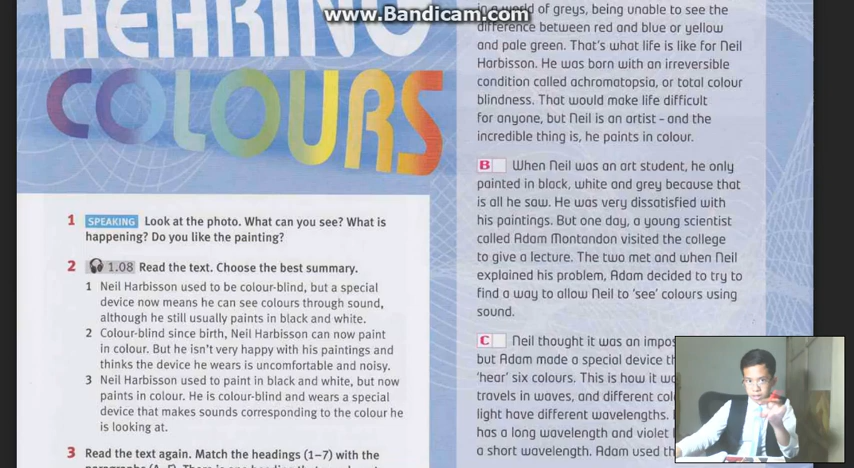 www.Bandicam.com
HEARING
COLOURS
1 SPEAKING Look at the photo. What can you see? What is
happening? Do you like the painting?
2 1.08 Read the text. Choose the best summary.
1 Neil Harbisson used to be colour-blind, but a special
device now means he can see colours through sound,
although he still usually paints in black and white.
2 Colour-blind since birth, Neil Harbisson can now paint
in colour. But he isn't very happy with his paintings and
thinks the device he wears is uncomfortable and noisy.
3 Neil Harbisson used to paint in black and white, but now
paints in colour. He is colour-blind and wears a special
device that makes sounds corresponding to the colour he
is looking at.
3 Read the text again. Match the headings (1–7) with the
in a world of greys, being unable to see the
difference between red and blue or yellow
and pale green. That's what life is like for Neil
Harbisson. He was born with an irreversible
condition called achromatopsia, or total colour
blindness. That would make life difficult
for anyone, but Neil is an artist – and the
incredible thing is, he paints in colour.
B When Neil was an art student, he only
painted in black, white and grey because that
is all he saw. He was very dissatisfied with
his paintings. But one day, a young scientist
called Adam Montandon visited the college
to give a lecture. The two met and when Neil
explained his problem, Adam decided to try to
find a way to allow Neil to 'see' colours using
sound.
C Neil thought it was an
but Adam made a special device
'hear' six colours. This is how it
travels in waves, and different
light have different wavelengths.
has a long wavelength and violet
a short wavelength. Adam used